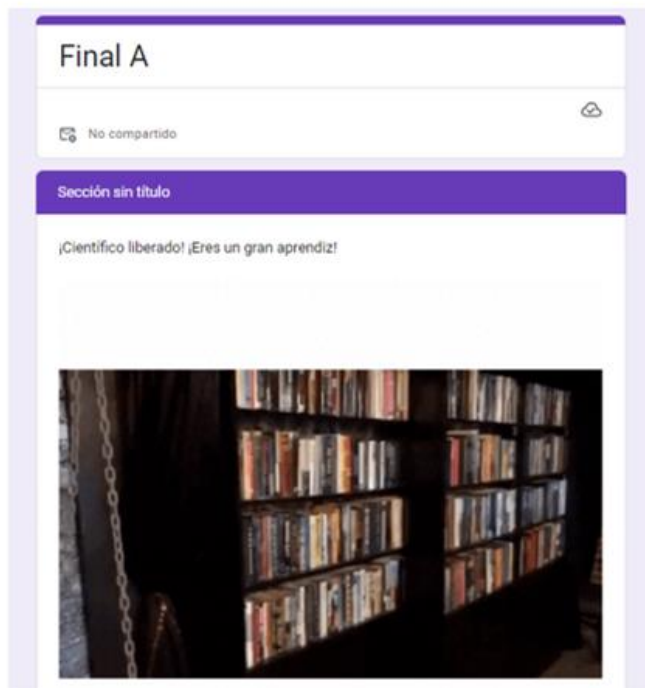 Final A
No compartido
Sección sin título
¡Científico liberado! ¡Eres un gran aprendiz!